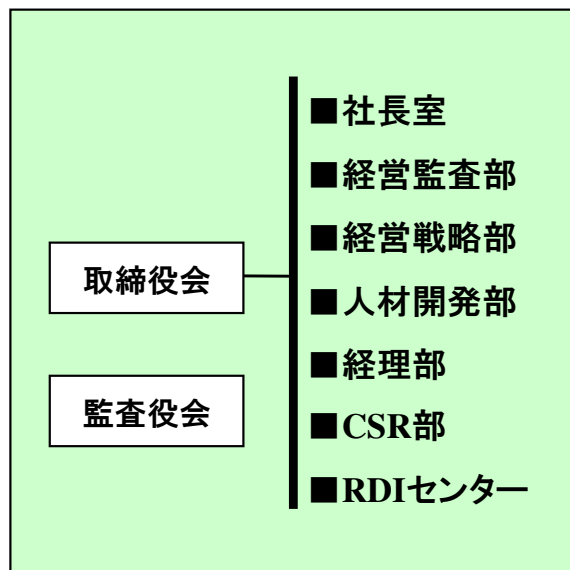 取締役会
監査役会
■社長室
■経営監査部
■経営戦略部
■人材開発部
■経理部
■CSR部
■RDIセンター